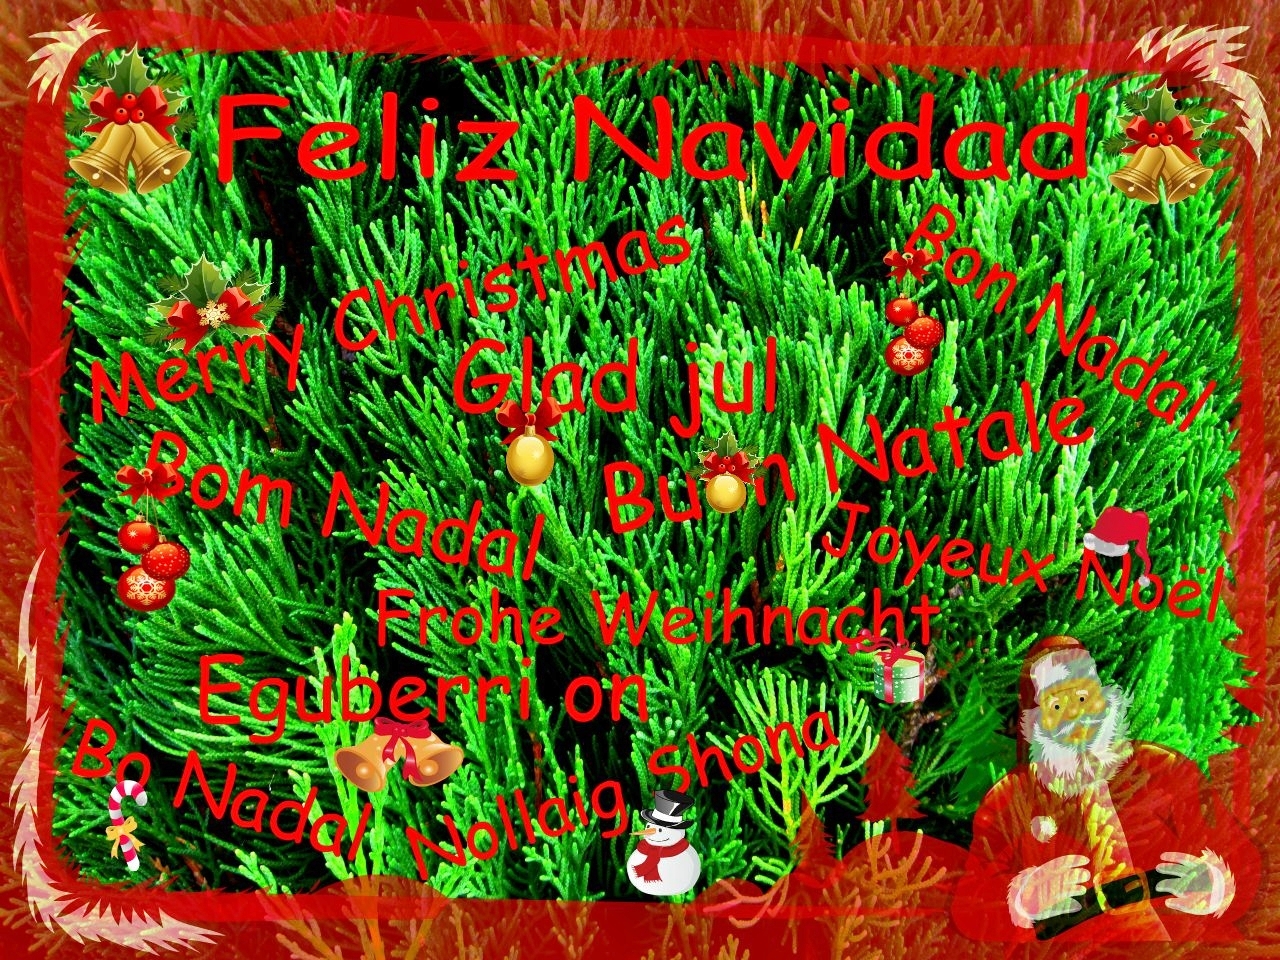 Feliz Navidad
Merry Christmas
Bon Nadal
Glad jul
Buon Natale
Bom Nadal
Joyeux Noël
Frohe Weihnacht
Eguberri on
Bo Nadal
Nollaig Shona